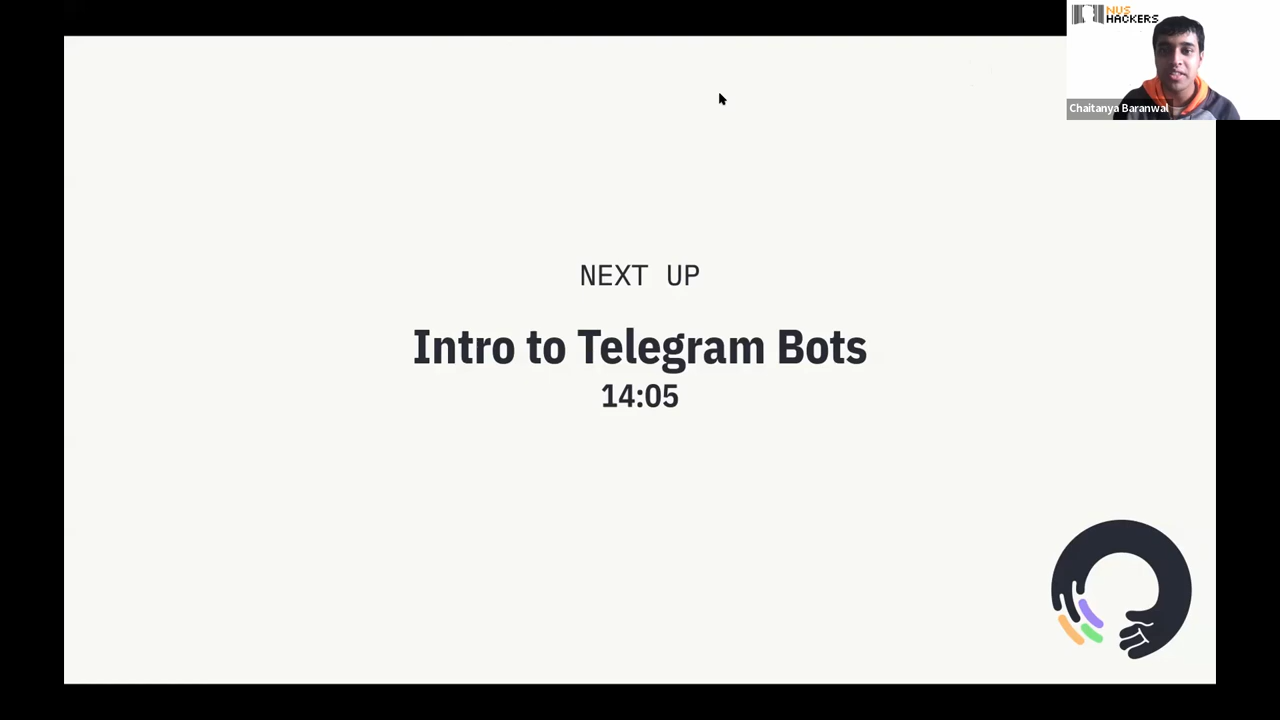 NUS
HACKERS
Chaitanya Baranwal
NEXT UP
Intro to Telegram Bots
14:05